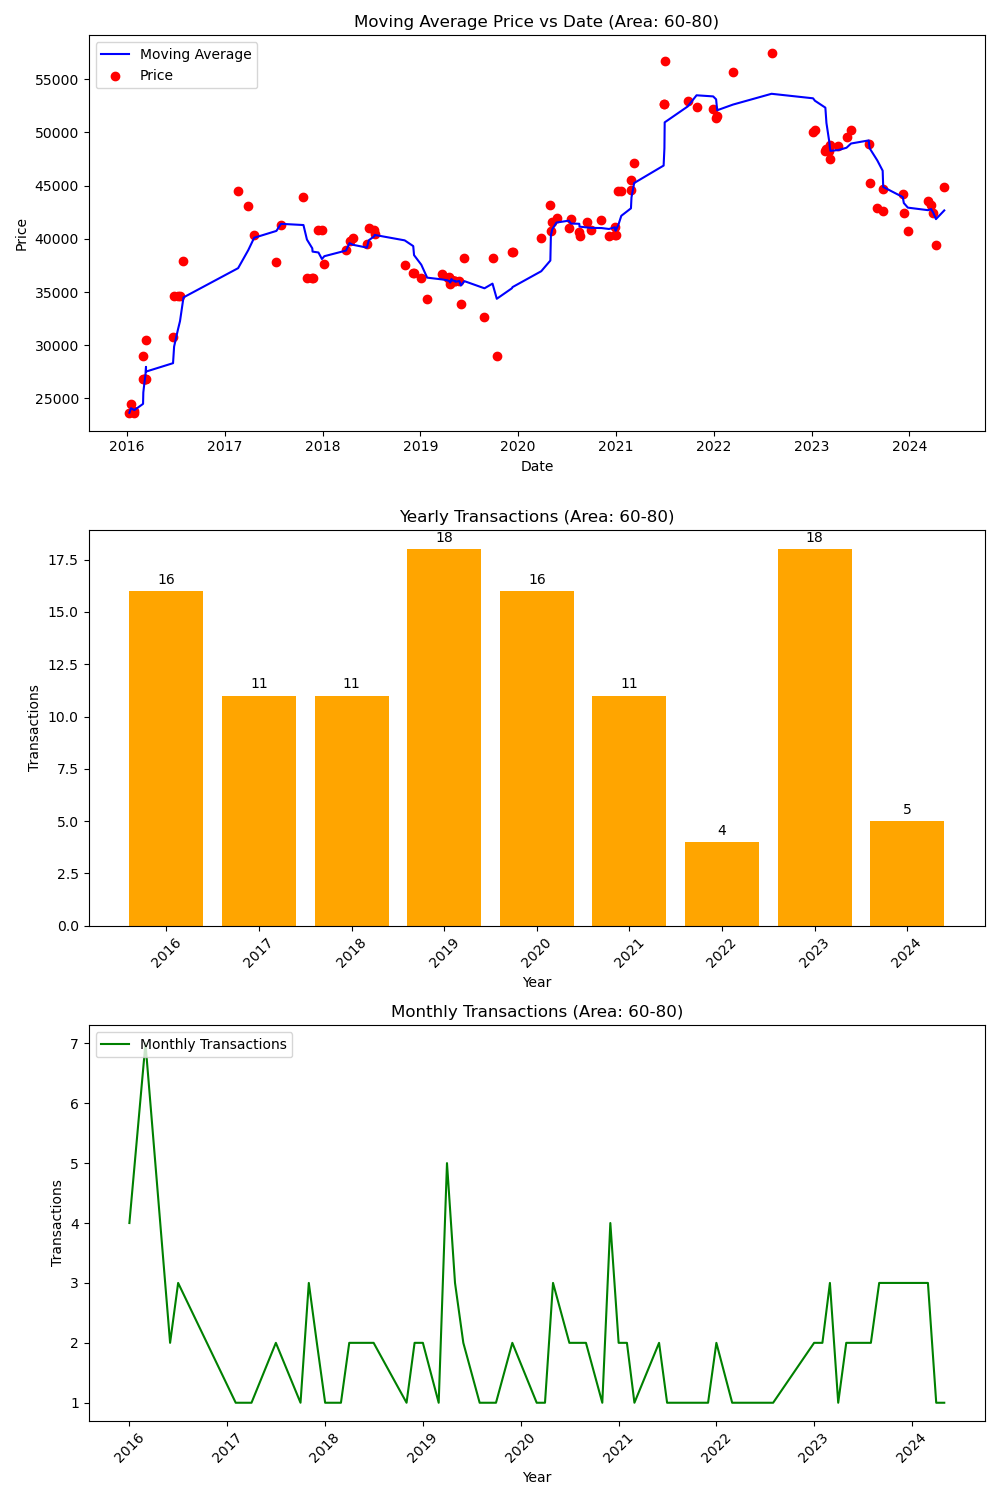 Moving Average Price vs Date (Area: 60-80)
Moving Average
Price
55000
50000
45000
40000
35000
30000
25000
Price
2016 2017 2018 2019 2020 2021 2022 2023 2024
Date
Yearly Transactions (Area: 60-80)
17.5
15.0
12.5
10.0
7.5
5.0
2.5
0.0
Transactions
16 11 11 18 16 11 4 18 5
2016 2017 2018 2019 2020 2021 2022 2023 2024
Year
Monthly Transactions (Area: 60-80)
Monthly Transactions
7
6
5
4
3
2
1
Transactions
2016 2017 2018 2019 2020 2021 2022 2023 2024
Year